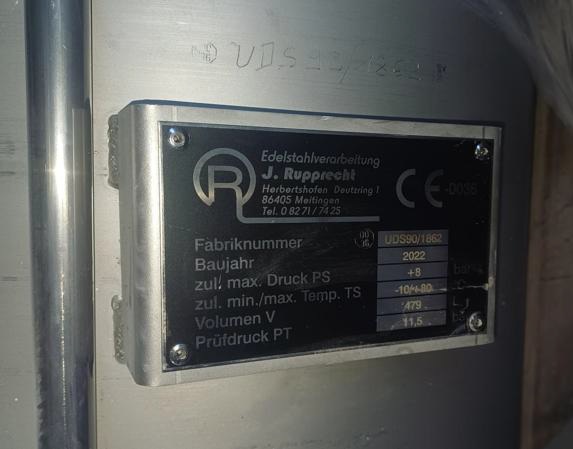 UDS 90/1862
R
Edelstahlverarbeitung
J. Rupprecht
Herbertshofen Deutzring 1
86405 Meitingen
Tel. 0 82 71 / 74 25
CE -0036
Fabriknummer UDS90/1862
Baujahr 2022
zul. max. Druck PS +8 bar
zul. min./max. Temp. TS -10/+80 °C
Volumen V 479 L
Prüfdruck PT 11,5